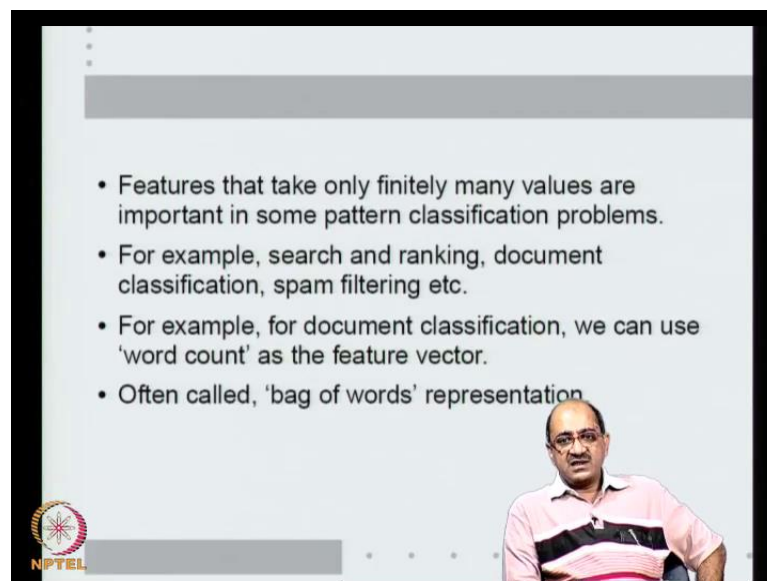 • Features that take only finitely many values are
important in some pattern classification problems.
• For example, search and ranking, document
classification, spam filtering etc.
• For example, for document classification, we can use
'word count' as the feature vector.
• Often called, 'bag of words' representation
NPTEL